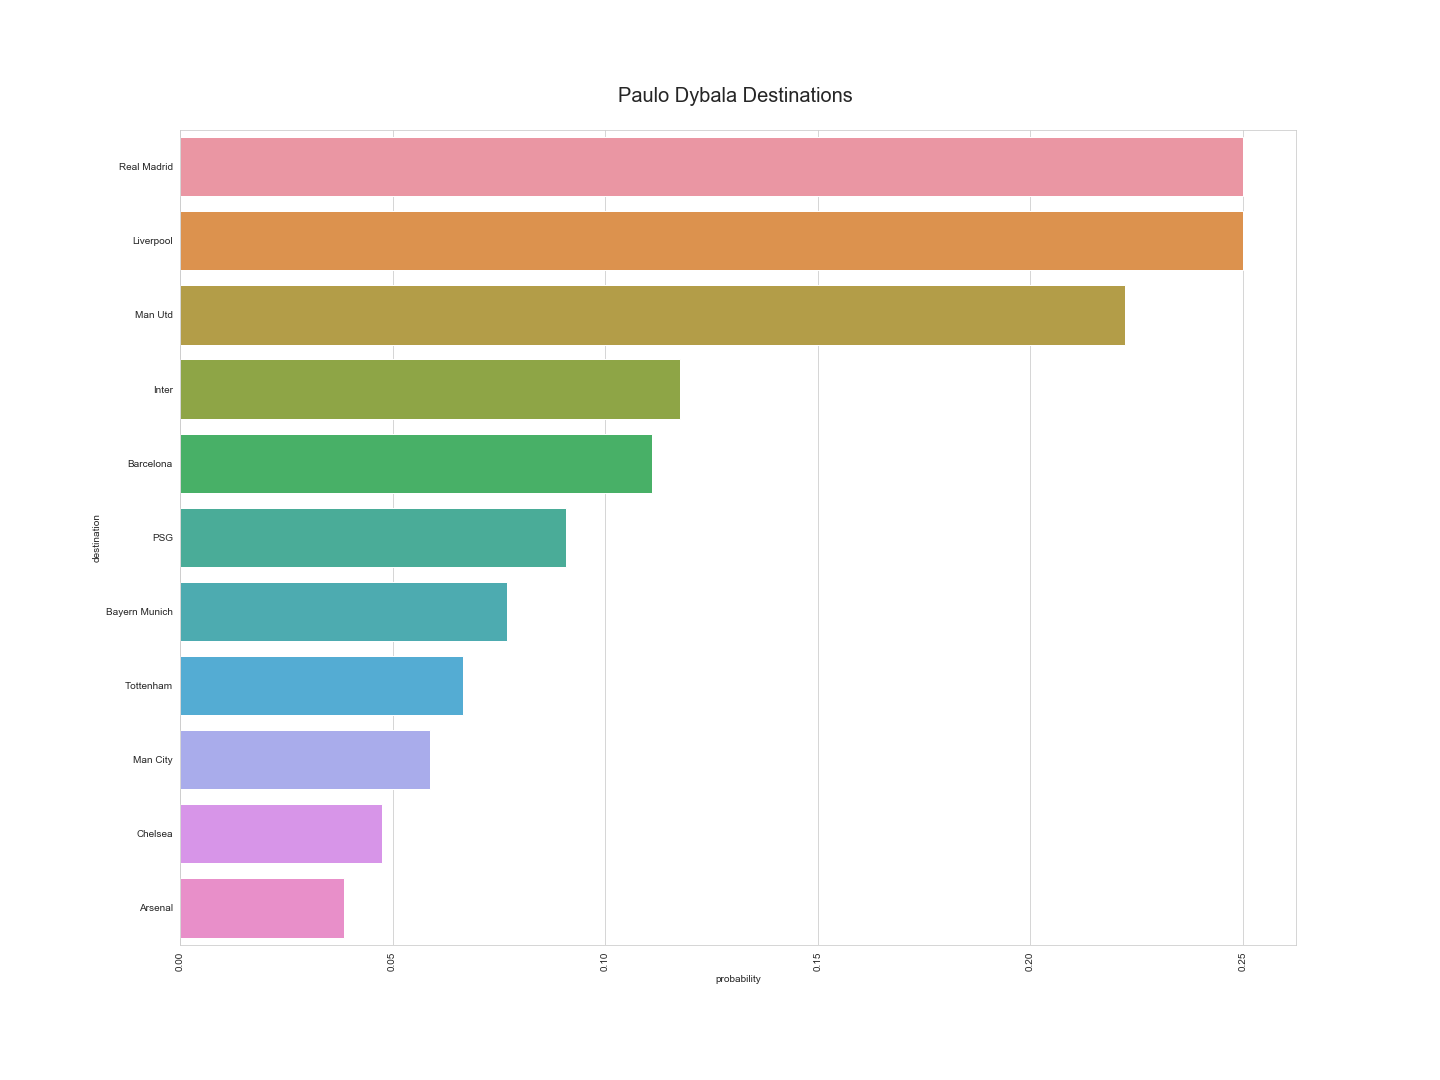 Paulo Dybala Destinations
Real Madrid
Liverpool
Man Utd
Inter
Barcelona
PSG
Bayern Munich
Tottenham
Man City
Chelsea
Arsenal
destination
0.00
0.05
0.10
0.15
0.20
0.25
probability